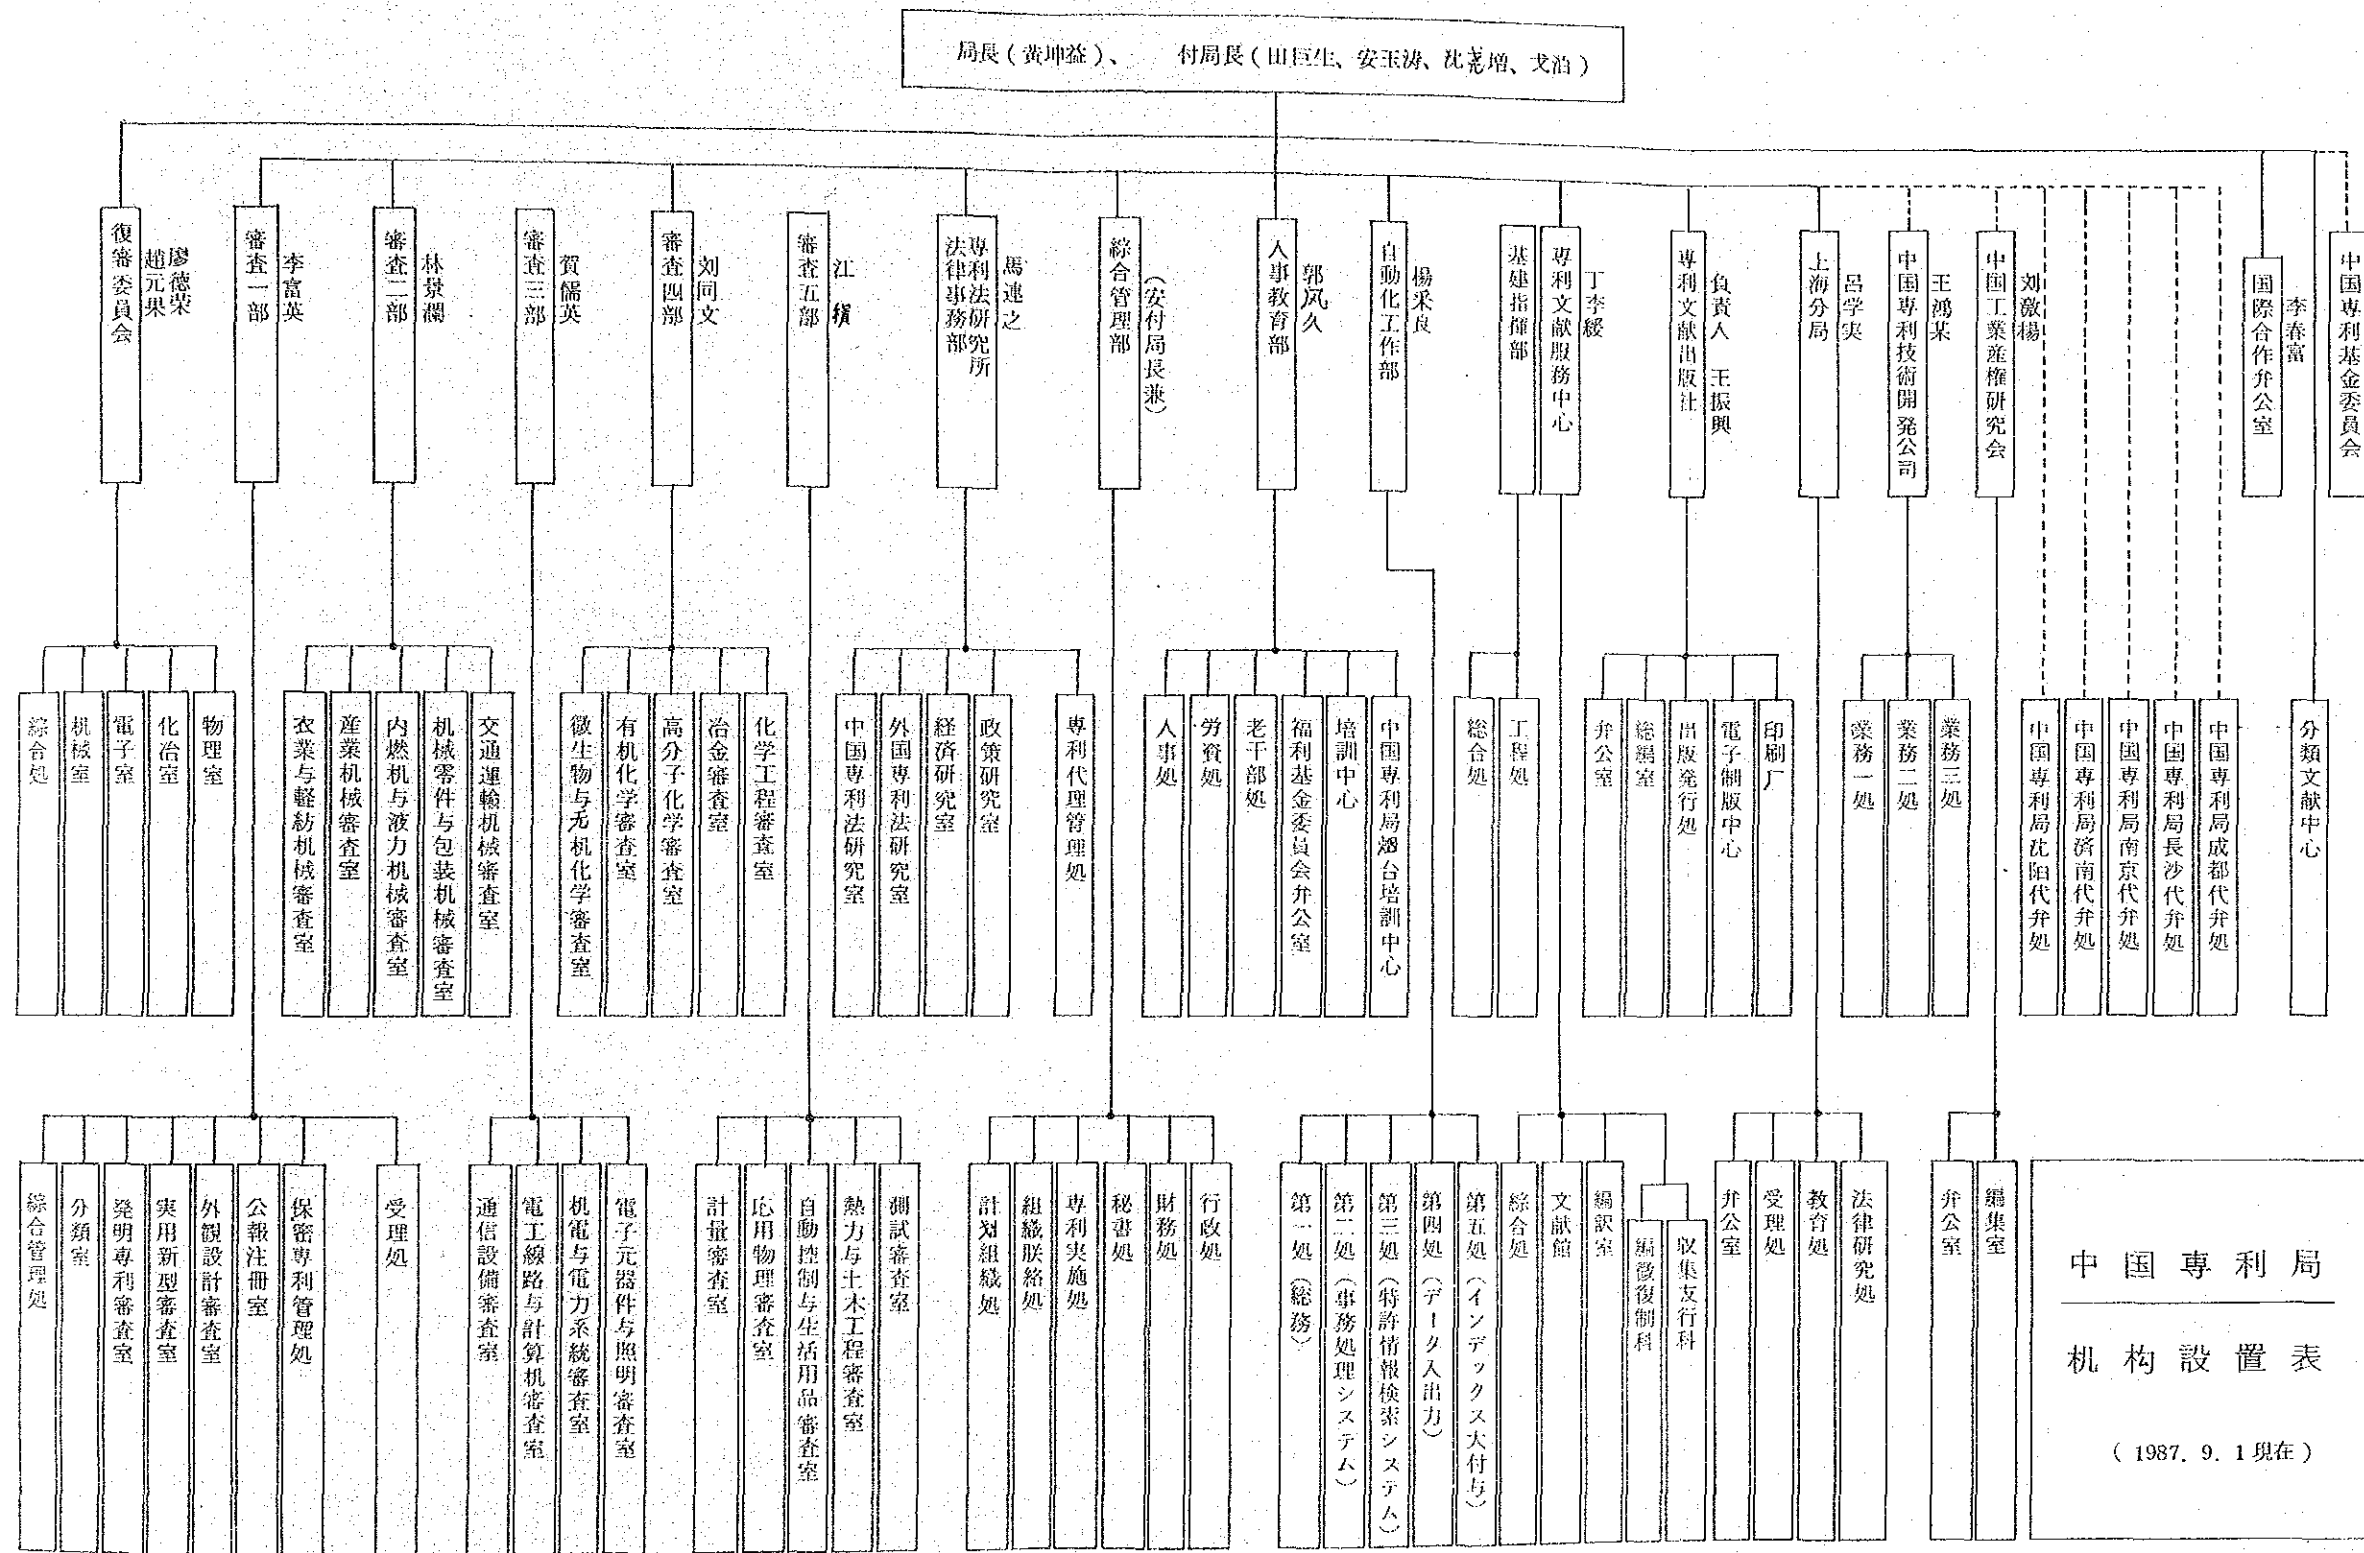 局長（黄坤益）、　付局長（田巨生、安玉涛、沈尭増、戈泊）
復審委員会
廖德栄
趙元果
審査一部
李富英
審査二部
林景瀾
審査三部
賀儒英
審査四部
刘同文
審査五部
江
専利法研究所
法律事務部
馬連之
綜合管理部
（安付局長兼）
人事教育部
郭凤久
自動化工作部
楊采良
基建指揮部
専利文献服務中心
丁李綬
専利文献出版社
負責人　王振興
上海分局
呂学実
中国専利技術開発公司
王鴻某
中国工業産権研究会
刘激楊
国際合作弁公室
李春富
中国専利基金委員会
綜合処
机械室
電子室
化冶室
物理室
衣業与軽紡机械審査室
産業机械審査室
内燃机与液力机械審査室
机械零件与包装机械審査室
交通運輸机械審査室
微生物与无机化学審査室
有机化学審査室
高分子化学審査室
冶金審査室
化学工程審査室
中国専利法研究室
外国専利法研究室
経済研究室
政策研究室
専利代理管理処
人事処
労資処
老干部処
福利基金委員会弁公室
培訓中心
中国専利局烟台培訓中心
総合処
工程処
弁公室
総編室
出版発行処
電子制版中心
印刷厂
業務一処
業務二処
業務三処
中国専利局沈阳代弁処
中国専利局済南代弁処
中国専利局南京代弁処
中国専利局長沙代弁処
中国専利局成都代弁処
分類文献中心
綜合管理処
分類室
発明専利審査室
実用新型審査室
外観設計審査室
公報注冊室
保密専利管理処
受理処
通信設備審査室
電工線路与計算机審査室
机電与電力系統審査室
電子元器件与照明審査室
計量審査室
応用物理審査室
自動控制与生活用品審査室
熱力与土木工程審査室
測試審査室
計划組織処
組織联絡処
専利実施処
秘書処
財務処
行政処
第一処（総務）
第二処（事務処理システム）
第三処（特許情報検索システム）
第四処（データ入出力）
第五処（インデックス大付与）
綜合処
文献館
編訳室
編徴復制科
収集友行科
弁公室
受理処
教育処
法律研究処
弁公室
編集室
中国専利局
机构設置表
（1987．9．1現在）